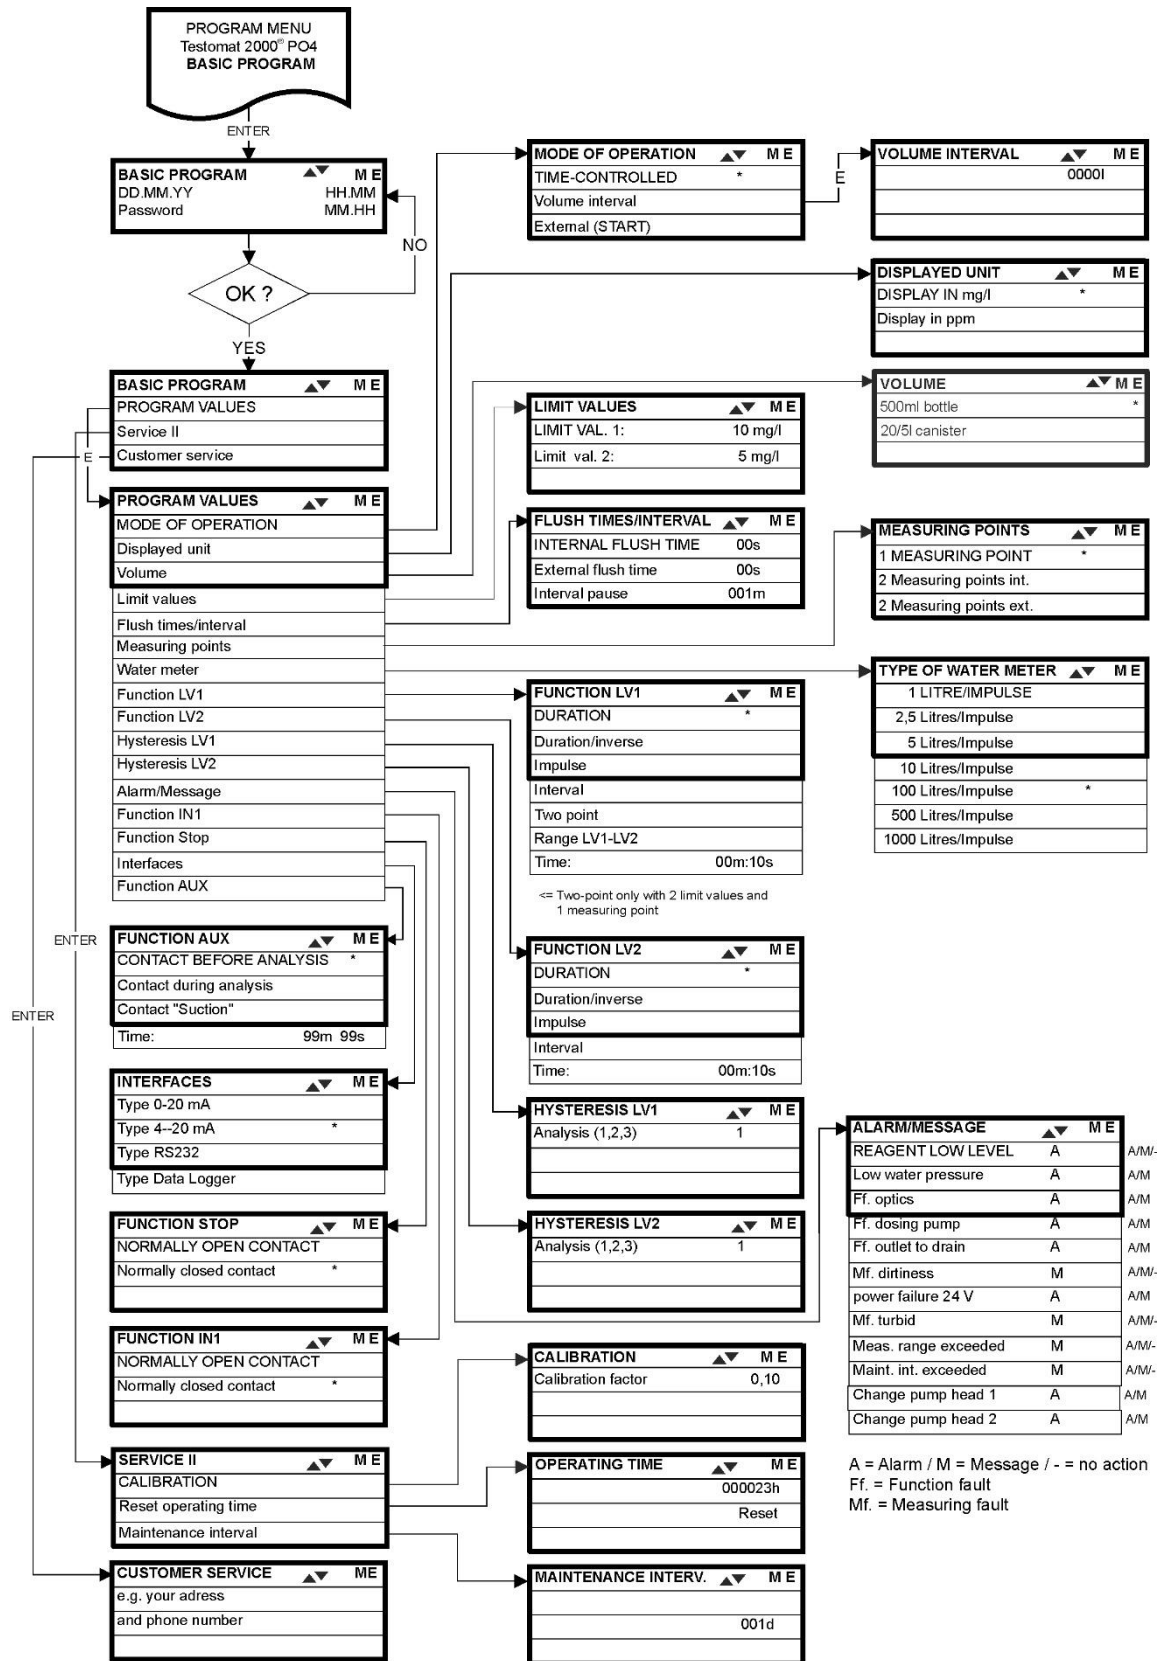 PROGRAM MENU
Testomat 2000® PO4
BASIC PROGRAM
ENTER
BASIC PROGRAM ▲▼ M E
DD.MM.YY HH.MM
Password MM.HH
NO
OK ?
YES
BASIC PROGRAM ▲▼ M E
PROGRAM VALUES
Service II
Customer service
E
PROGRAM VALUES ▲▼ M E
MODE OF OPERATION
Displayed unit
Volume
Limit values
Flush times/interval
Measuring points
Water meter
Function LV1
Function LV2
Hysteresis LV1
Hysteresis LV2
Alarm/Message
Function IN1
Function Stop
Interfaces
Function AUX
ENTER
ENTER
FUNCTION AUX ▲▼ M E
CONTACT BEFORE ANALYSIS *
Contact during analysis
Contact "Suction"
Time: 99m 99s
INTERFACES ▲▼ M E
Type 0-20 mA
Type 4--20 mA *
Type RS232
Type Data Logger
FUNCTION STOP ▲▼ M E
NORMALLY OPEN CONTACT
Normally closed contact *
FUNCTION IN1 ▲▼ M E
NORMALLY OPEN CONTACT
Normally closed contact *
SERVICE II ▲▼ M E
CALIBRATION
Reset operating time
Maintenance interval
CUSTOMER SERVICE ▲▼ ME
e.g. your adress
and phone number
MODE OF OPERATION ▲▼ M E
TIME-CONTROLLED *
Volume interval
External (START)
E
VOLUME INTERVAL ▲▼ M E
0000l
DISPLAYED UNIT ▲▼ M E
DISPLAY IN mg/l *
Display in ppm
VOLUME ▲▼ M E
500ml bottle *
20/5l canister
LIMIT VALUES ▲▼ M E
LIMIT VAL. 1: 10 mg/l
Limit val. 2: 5 mg/l
FLUSH TIMES/INTERVAL ▲▼ M E
INTERNAL FLUSH TIME 00s
External flush time 00s
Interval pause 001m
MEASURING POINTS ▲▼ M E
1 MEASURING POINT *
2 Measuring points int.
2 Measuring points ext.
TYPE OF WATER METER ▲▼ M E
1 LITRE/IMPULSE
2,5 Litres/Impulse
5 Litres/Impulse
10 Litres/Impulse
100 Litres/Impulse *
500 Litres/Impulse
1000 Litres/Impulse
FUNCTION LV1 ▲▼ M E
DURATION *
Duration/inverse
Impulse
Interval
Two point
Range LV1-LV2
Time: 00m:10s
<= Two-point only with 2 limit values and
1 measuring point
FUNCTION LV2 ▲▼ M E
DURATION *
Duration/inverse
Impulse
Interval
Time: 00m:10s
HYSTERESIS LV1 ▲▼ M E
Analysis (1,2,3) 1
HYSTERESIS LV2 ▲▼ M E
Analysis (1,2,3) 1
ALARM/MESSAGE ▲▼ M E
REAGENT LOW LEVEL A A/M/-
Low water pressure A A/M
Ff. optics A A/M
Ff. dosing pump A A/M
Ff. outlet to drain A A/M
Mf. dirtiness M A/M/-
power failure 24 V A A/M
Mf. turbid M A/M/-
Meas. range exceeded M A/M/-
Maint. int. exceeded M A/M/-
Change pump head 1 A A/M
Change pump head 2 A A/M
A = Alarm / M = Message / - = no action
Ff. = Function fault
Mf. = Measuring fault
CALIBRATION ▲▼ M E
Calibration factor 0,10
OPERATING TIME ▲▼ M E
000023h
Reset
MAINTENANCE INTERV. ▲▼ M E
001d